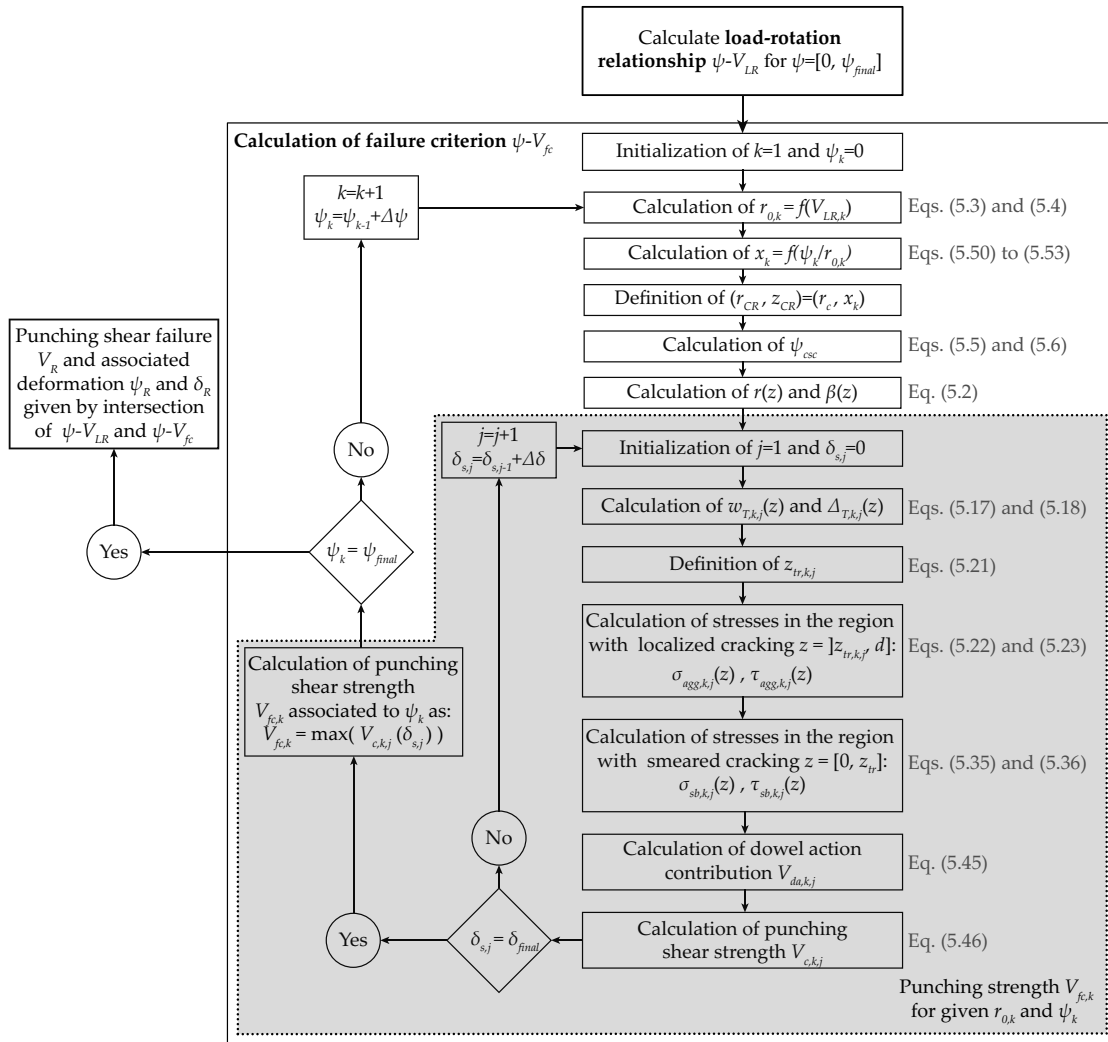 Calculate load-rotation
relationship ψ-V_LR for ψ=[0, ψ_final]
Calculation of failure criterion ψ-V_fc
Initialization of k=1 and ψ_k=0
k=k+1
ψ_k=ψ_k-1+Δψ
Calculation of r_0,k = f(V_LR,k)
Eqs. (5.3) and (5.4)
Calculation of x_k = f(ψ_k/r_0,k)
Eqs. (5.50) to (5.53)
Definition of (r_CR , z_CR)=(r_c , x_k)
Calculation of ψ_csc
Eqs. (5.5) and (5.6)
Calculation of r(z) and β(z)
Eq. (5.2)
Punching shear failure
V_R and associated
deformation ψ_R and δ_R
given by intersection
of ψ-V_LR and ψ-V_fc
No
Yes
ψ_k = ψ_final
j=j+1
δ_s,j=δ_s,j-1+Δδ
Initialization of j=1 and δ_s,j=0
Calculation of w_T,k,j(z) and Δ_T,k,j(z)
Eqs. (5.17) and (5.18)
Definition of z_tr,k,j
Eqs. (5.21)
Calculation of stresses in the region
with localized cracking z = ]z_tr,k,j, d]:
σ_agg,k,j(z) , τ_agg,k,j(z)
Eqs. (5.22) and (5.23)
Calculation of punching
shear strength
V_fc,k associated to ψ_k as:
V_fc,k = max( V_c,k,j (δ_s,j) )
Calculation of stresses in the region
with smeared cracking z = [0, z_tr]:
σ_sb,k,j(z) , τ_sb,k,j(z)
Eqs. (5.35) and (5.36)
No
Calculation of dowel action
contribution V_da,k,j
Eq. (5.45)
Yes
δ_s,j = δ_final
Calculation of punching
shear strength V_c,k,j
Eq. (5.46)
Punching strength V_fc,k
for given r_0,k and ψ_k